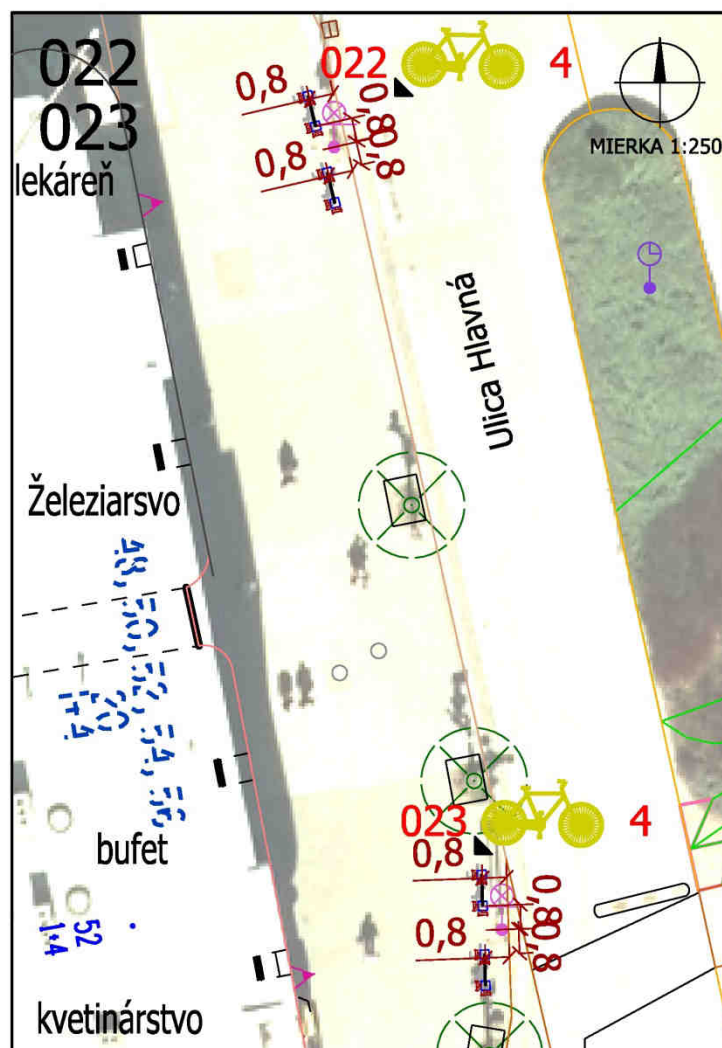 022
023
022
4
0,8
0,8
0,8
0,8
MIERKA 1:250
lekáreň
Ulica Hlavná
Železiarsvo
023
4
0,8
0,8
0,8
0,8
bufet
52
1+4
kvetinárstvo